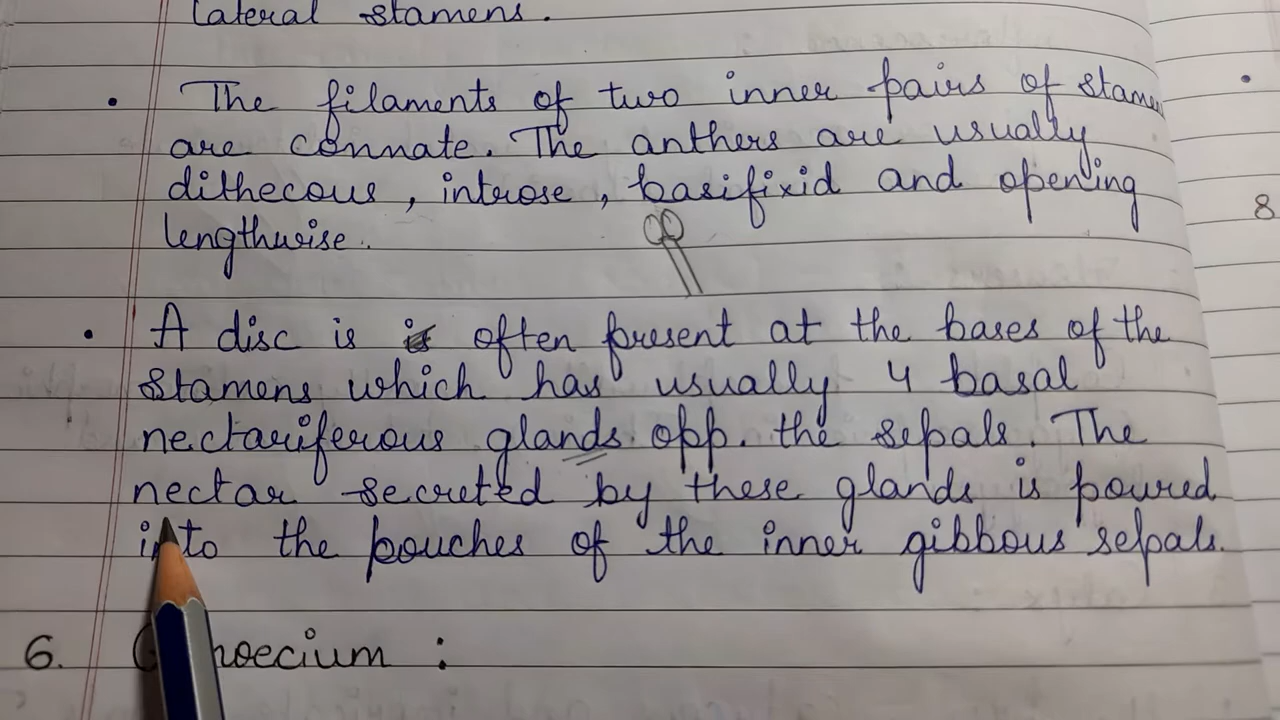 lateral stamens.
• The filaments of two inner pairs of stamen
are connate. The anthers are usually
dithecous, introse, basifixid and opening
lengthwise.
• A disc is is often present at the bases of the
stamens which has usually 4 basal
nectariferous glands opp. the sepals. The
nectar secreted by these glands is poured
into the pouches of the inner gibbous sepals.
6. :
8